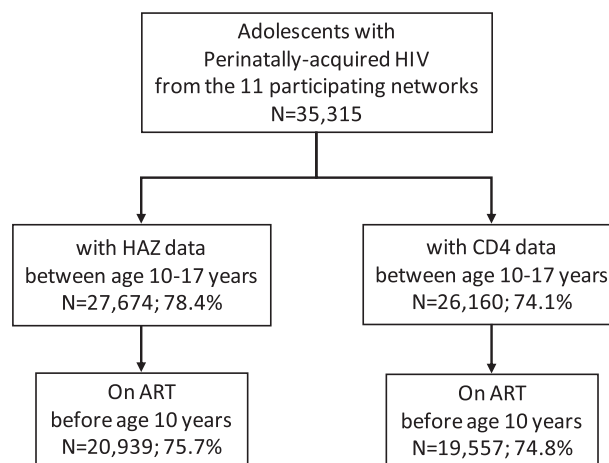 Adolescents with
Perinatally-acquired HIV
from the 11 participating networks
N=35,315
with HAZ data
between age 10-17 years
N=27,674; 78.4%
with CD4 data
between age 10-17 years
N=26,160; 74.1%
On ART
before age 10 years
N=20,939; 75.7%
On ART
before age 10 years
N=19,557; 74.8%